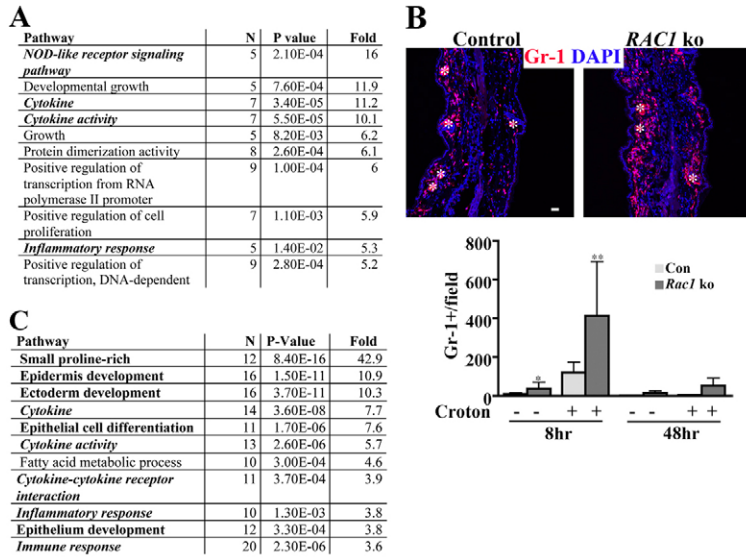 A
Pathway N P value Fold
NOD-like receptor signaling 5 2.10E-04 16
pathway
Developmental growth 5 7.60E-04 11.9
Cytokine 7 3.40E-05 11.2
Cytokine activity 7 5.50E-05 10.1
Growth 5 8.20E-03 6.2
Protein dimerization activity 8 2.60E-04 6.1
Positive regulation of 9 1.00E-04 6
transcription from RNA
polymerase II promoter
Positive regulation of cell 7 1.10E-03 5.9
proliferation
Inflammatory response 5 1.40E-02 5.3
Positive regulation of 9 2.80E-04 5.2
transcription, DNA-dependent
B
Control RAC1 ko
Gr-1 DAPI
* * * * *
* * *
Con
Rac1 ko
Gr-1+/field
800
600
400
200
0
* **
Croton - - + + - - + +
8hr 48hr
C
Pathway N P-Value Fold
Small proline-rich 12 8.40E-16 42.9
Epidermis development 16 1.50E-11 10.9
Ectoderm development 16 3.70E-11 10.3
Cytokine 14 3.60E-08 7.7
Epithelial cell differentiation 11 1.70E-06 7.6
Cytokine activity 13 2.60E-06 5.7
Fatty acid metabolic process 10 3.00E-04 4.6
Cytokine-cytokine receptor 11 3.70E-04 3.9
interaction
Inflammatory response 10 1.30E-03 3.8
Epithelium development 12 3.30E-04 3.8
Immune response 20 2.30E-06 3.6